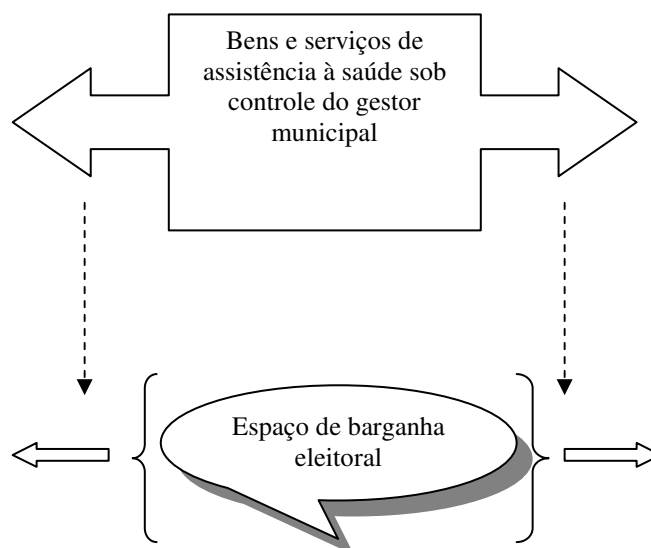 Bens e serviços de
assistência à saúde sob
controle do gestor
municipal
Espaço de barganha
eleitoral